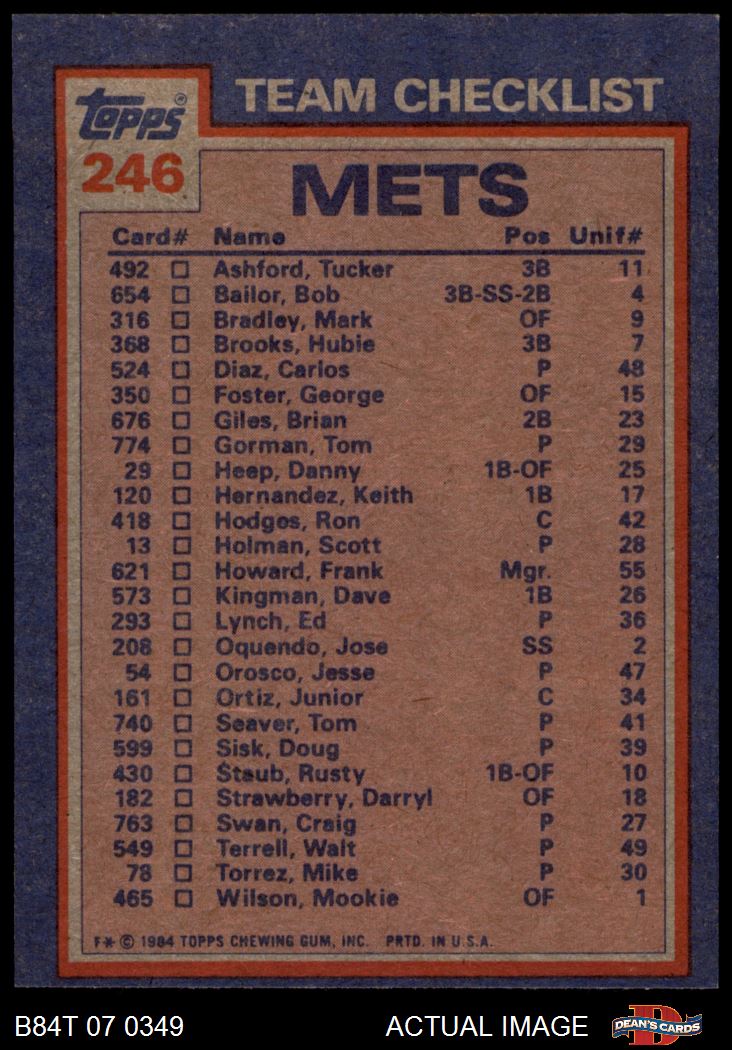 Topps®
TEAM CHECKLIST
246
METS
Card# Name Pos Unif#
492 □ Ashford, Tucker 3B 11
654 □ Bailor, Bob 3B-SS-2B 4
316 □ Bradley, Mark OF 9
368 □ Brooks, Hubie 3B 7
524 □ Diaz, Carlos P 48
350 □ Foster, George OF 15
676 □ Giles, Brian 2B 23
774 □ Gorman, Tom P 29
29 □ Heep, Danny 1B-OF 25
120 □ Hernandez, Keith 1B 17
418 □ Hodges, Ron C 42
13 □ Holman, Scott P 28
621 □ Howard, Frank Mgr. 55
573 □ Kingman, Dave 1B 26
293 □ Lynch, Ed P 36
208 □ Oquendo, Jose SS 2
54 □ Orosco, Jesse P 47
161 □ Ortiz, Junior C 34
740 □ Seaver, Tom P 41
599 □ Sisk, Doug P 39
430 □ Staub, Rusty 1B-OF 10
182 □ Strawberry, Darryl OF 18
763 □ Swan, Craig P 27
549 □ Terrell, Walt P 49
78 □ Torrez, Mike P 30
465 □ Wilson, Mookie OF 1
F* © 1984 TOPPS CHEWING GUM, INC. PRTD. IN U.S.A.
B84T 07 0349 ACTUAL IMAGE D DEAN'S CARDS